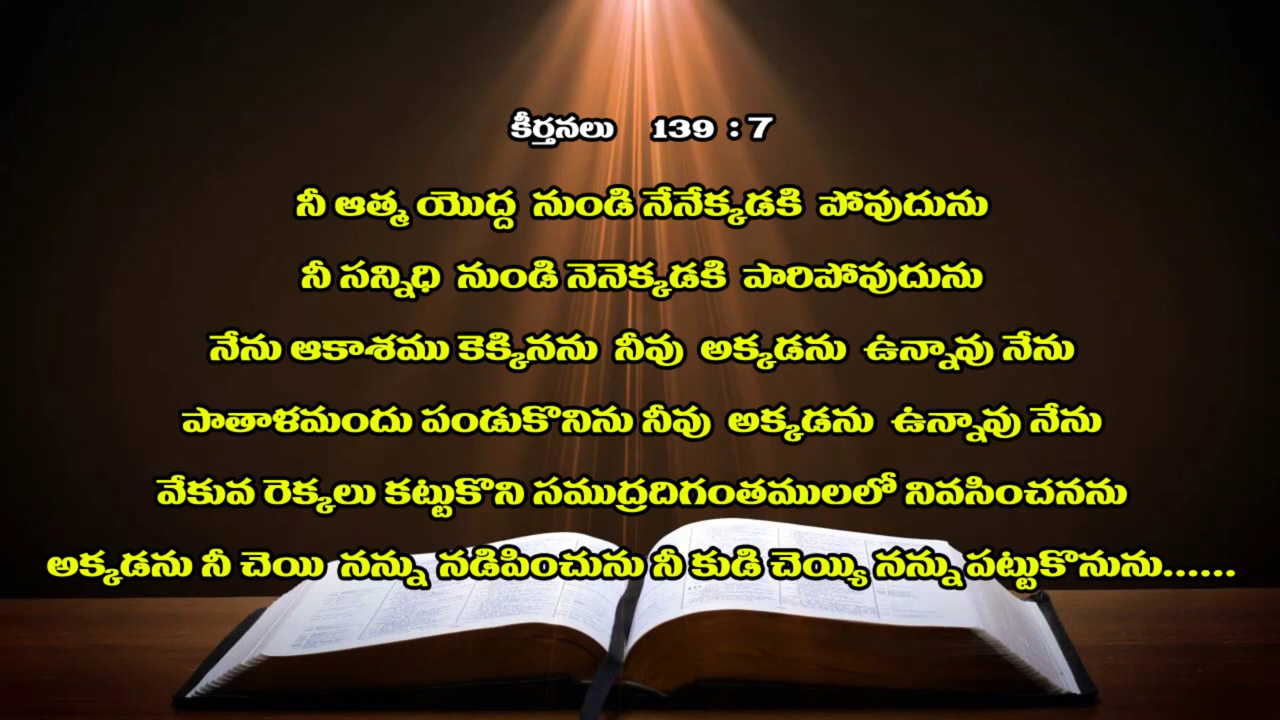 కీర్తనలు 139 : 7
నీ ఆత్మ యొద్ద నుండి నేనేక్కడకి పోవుదును
నీ సన్నిధి నుండి నెనెక్కడకి పారిపోవుదును
నేను ఆకాశము కెక్కినను నీవు అక్కడను ఉన్నావు నేను
పాతాళమందు పండుకొనిను నీవు అక్కడను ఉన్నావు నేను
వేకువ రెక్కలు కట్టుకొని సముద్రదిగంతములలో నివసించనను
అక్కడను నీ చెయి నన్ను నడిపించును నీ కుడి చెయ్యి నన్ను పట్టుకొనును......